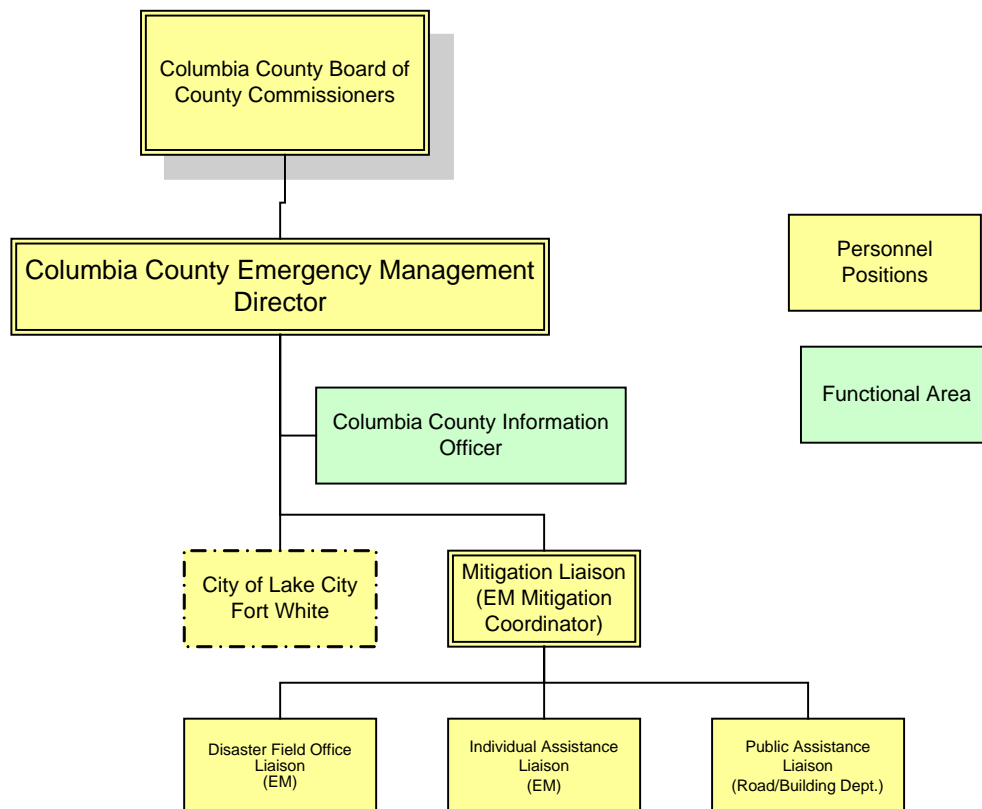 Columbia County Board of
County Commissioners
Columbia County Emergency Management
Director
Personnel
Positions
Functional Area
Columbia County Information
Officer
City of Lake City
Fort White
Mitigation Liaison
(EM Mitigation
Coordinator)
Disaster Field Office
Liaison
(EM)
Individual Assistance
Liaison
(EM)
Public Assistance
Liaison
(Road/Building Dept.)